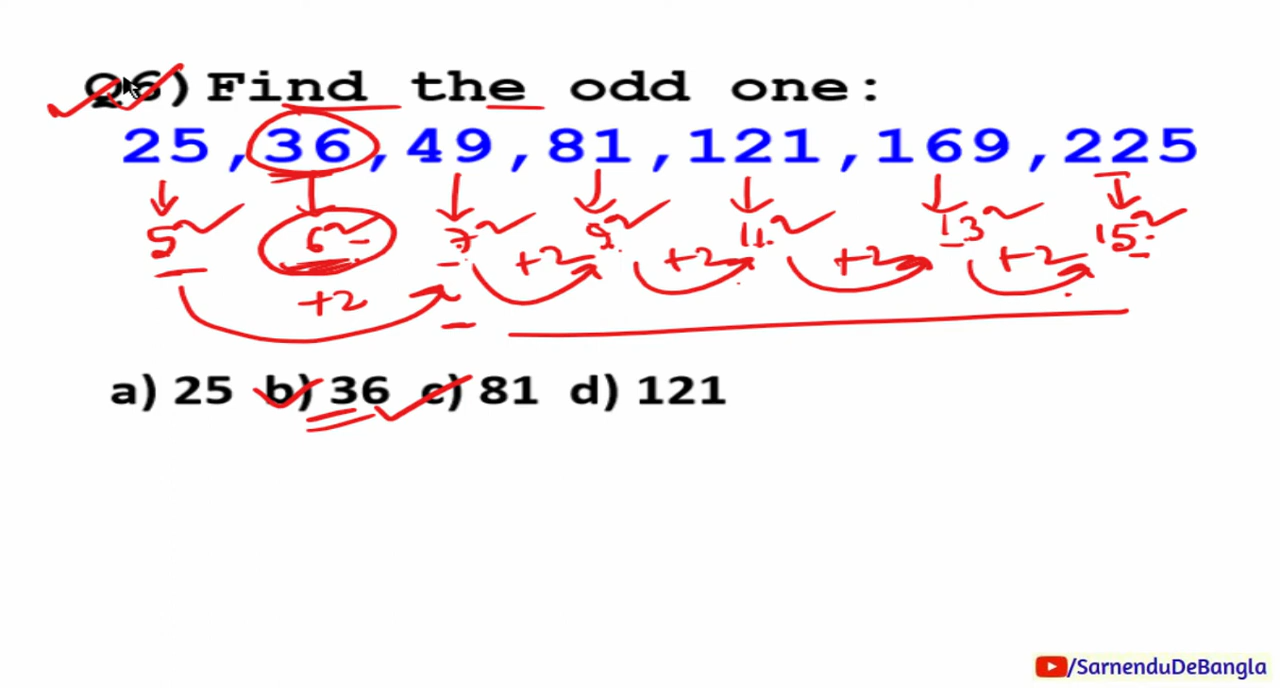 Q6) Find the odd one:
25, 36, 49, 81, 121, 169, 225
5² 6² 7² 9² 11² 13² 15²
+2 +2 +2 +2
+2
a) 25 b) 36 c) 81 d) 121
/SarnenduDeBangla